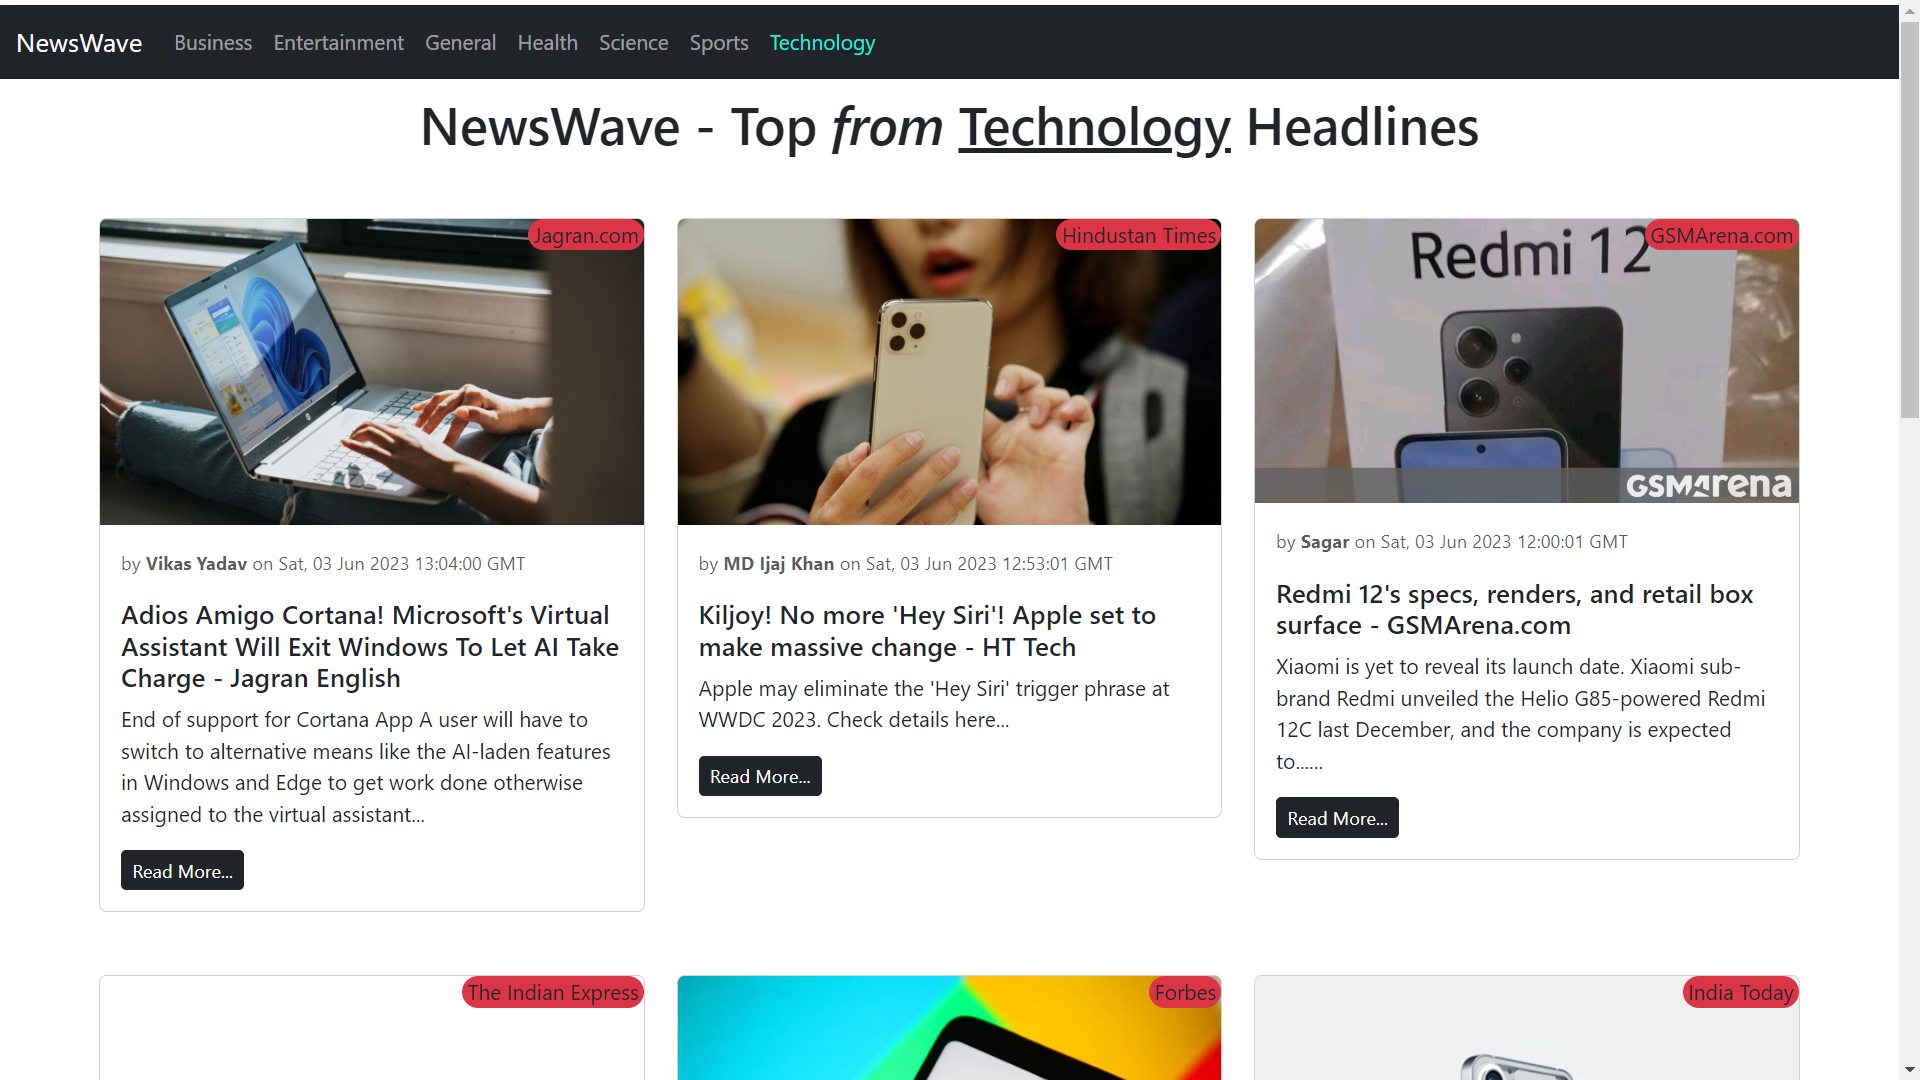 NewsWave Business Entertainment General Health Science Sports Technology
NewsWave - Top from Technology Headlines
Jagran.com
by Vikas Yadav on Sat, 03 Jun 2023 13:04:00 GMT
Adios Amigo Cortana! Microsoft's Virtual
Assistant Will Exit Windows To Let AI Take
Charge - Jagran English
End of support for Cortana App A user will have to
switch to alternative means like the AI-laden features
in Windows and Edge to get work done otherwise
assigned to the virtual assistant...
Read More...
Hindustan Times
by MD Ijaj Khan on Sat, 03 Jun 2023 12:53:01 GMT
Kiljoy! No more 'Hey Siri'! Apple set to
make massive change - HT Tech
Apple may eliminate the 'Hey Siri' trigger phrase at
WWDC 2023. Check details here...
Read More...
GSMArena.com
Redmi 12
GSMArena
by Sagar on Sat, 03 Jun 2023 12:00:01 GMT
Redmi 12's specs, renders, and retail box
surface - GSMArena.com
Xiaomi is yet to reveal its launch date. Xiaomi sub-
brand Redmi unveiled the Helio G85-powered Redmi
12C last December, and the company is expected
to......
Read More...
The Indian Express
Forbes
India Today